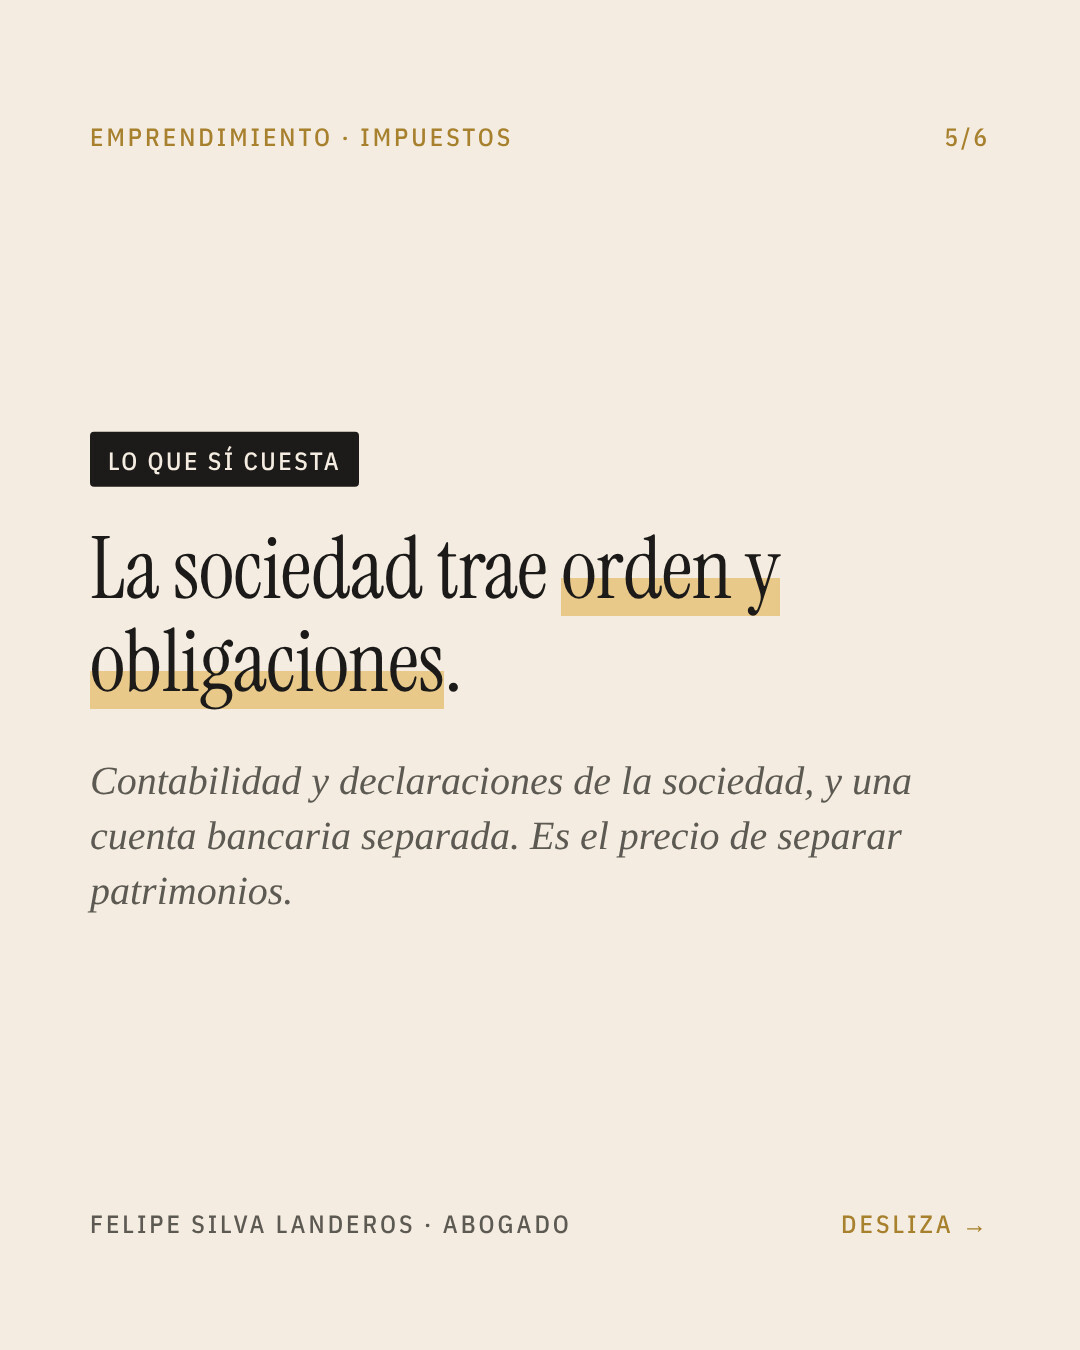 EMPRENDIMIENTO · IMPUESTOS
5/6
LO QUE SÍ CUESTA
La sociedad trae orden y
obligaciones.
Contabilidad y declaraciones de la sociedad, y una
cuenta bancaria separada. Es el precio de separar
patrimonios.
FELIPE SILVA LANDEROS · ABOGADO
DESLIZA →